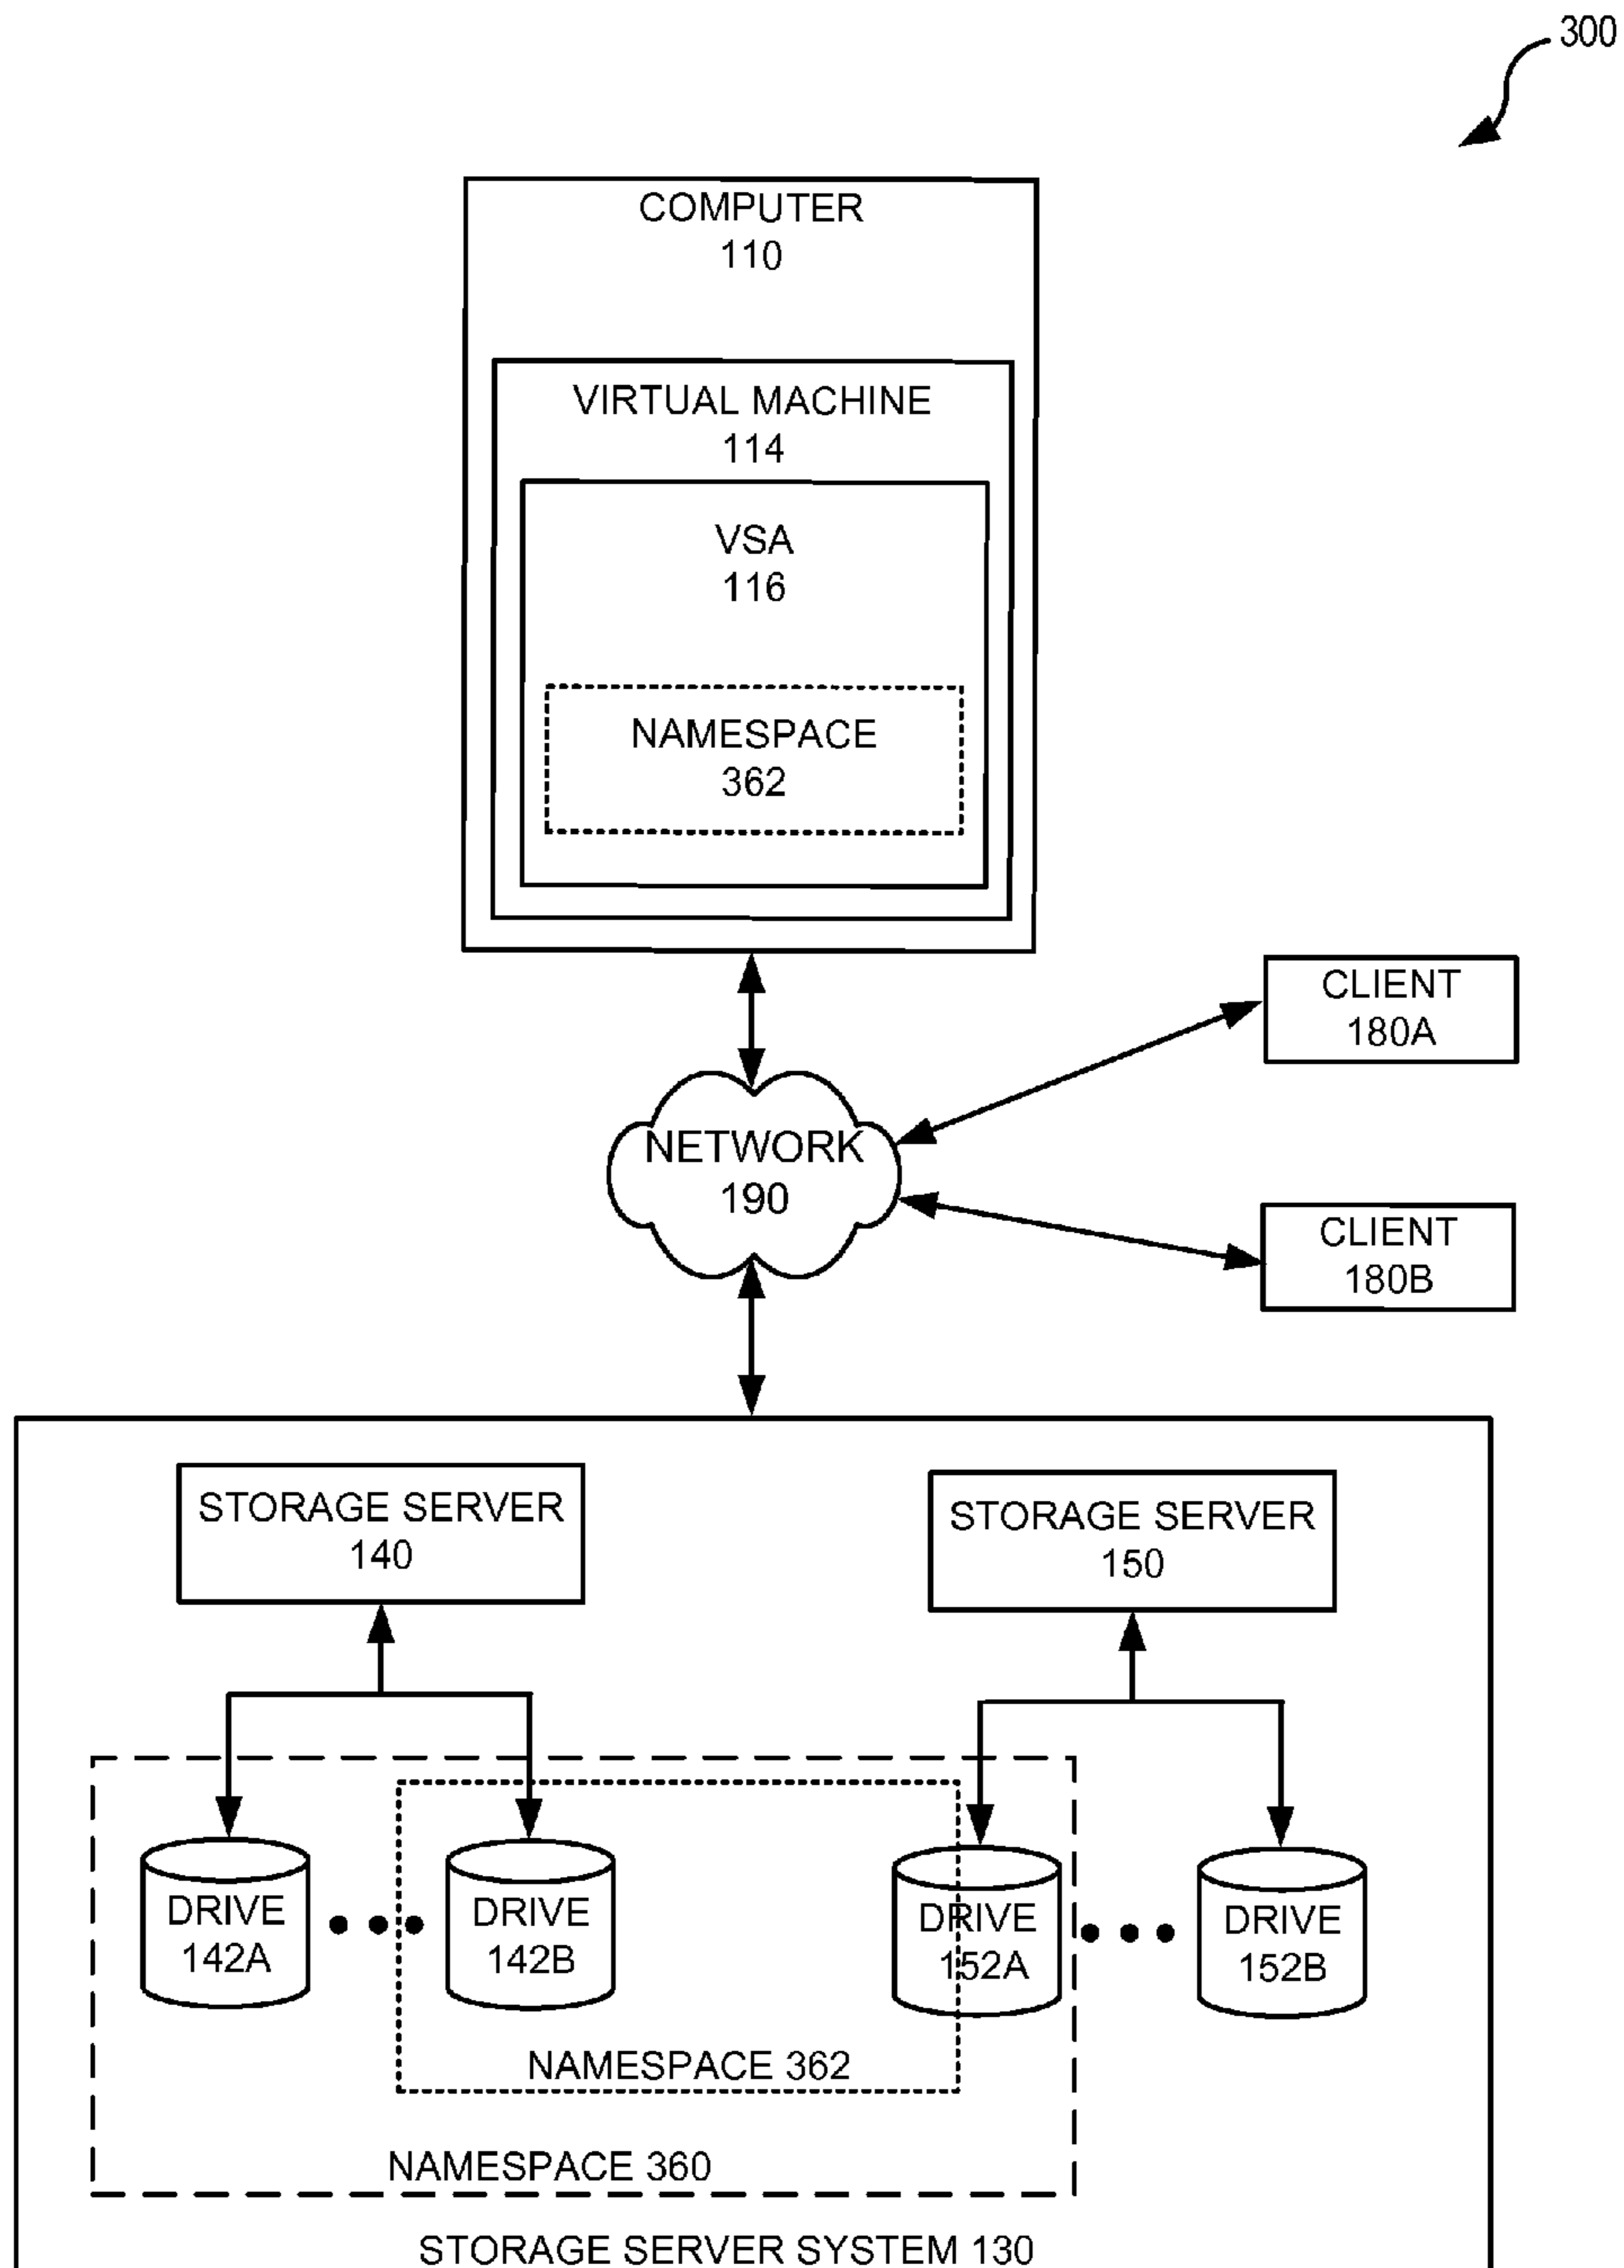 300
COMPUTER
110
VIRTUAL MACHINE
114
VSA
116
NAMESPACE
362
CLIENT
180A
NETWORK
190
CLIENT
180B
STORAGE SERVER
140
STORAGE SERVER
150
DRIVE
142A
DRIVE
142B
DRIVE
152A
DRIVE
152B
NAMESPACE 362
NAMESPACE 360
STORAGE SERVER SYSTEM 130